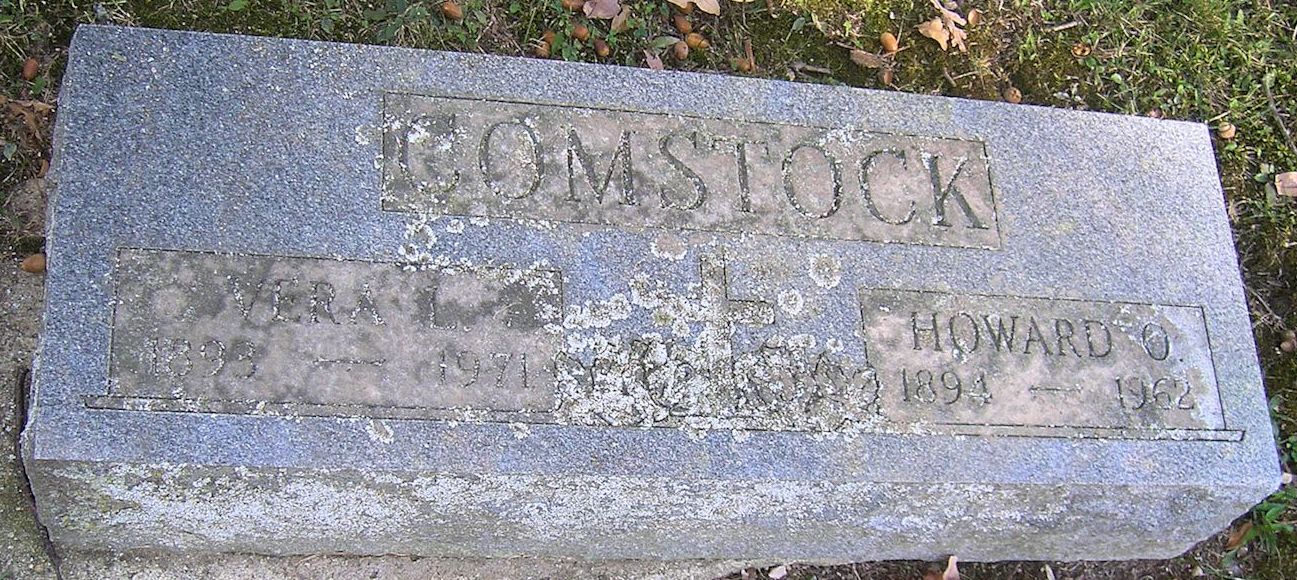 COMSTOCK
VERA L.
1893 — 1971
HOWARD O.
1894 — 1962